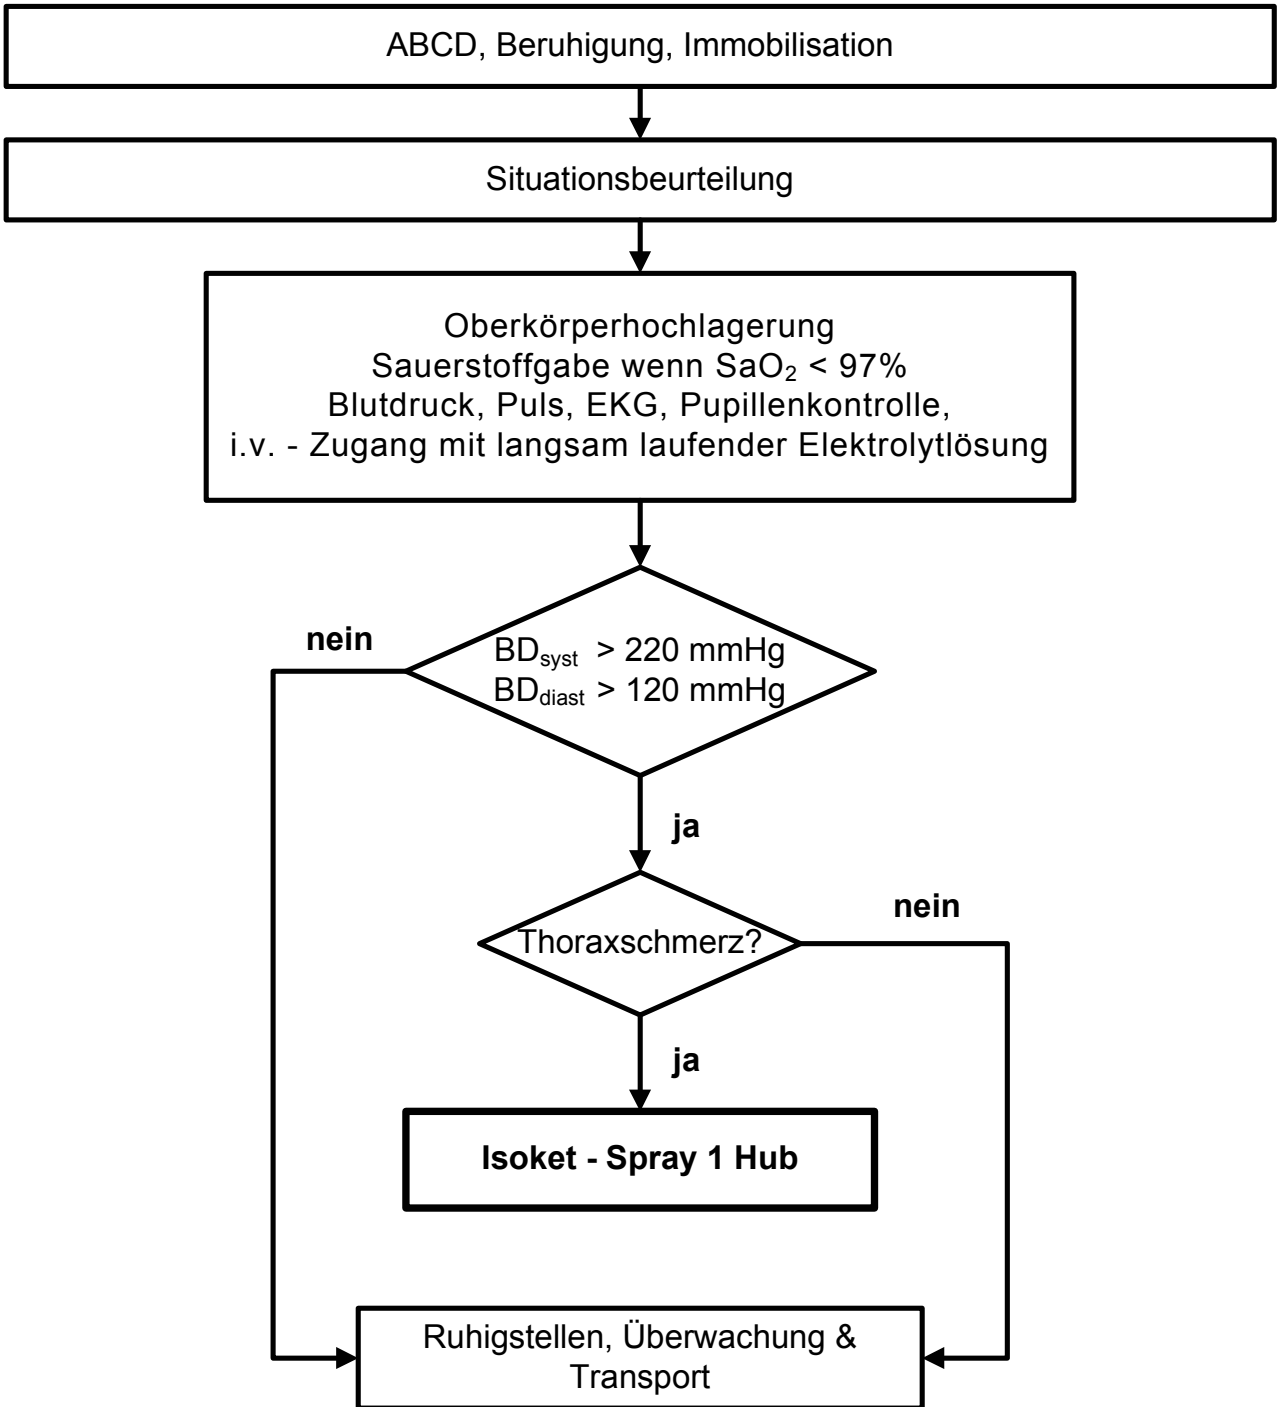 ABCD, Beruhigung, Immobilisation
Situationsbeurteilung
Oberkörperhochlagerung
Sauerstoffgabe wenn SaO₂ < 97%
Blutdruck, Puls, EKG, Pupillenkontrolle,
i.v. - Zugang mit langsam laufender Elektrolytlösung
nein
BDsyst > 220 mmHg
BDdiast > 120 mmHg
ja
nein
Thoraxschmerz?
ja
Isoket - Spray 1 Hub
Ruhigstellen, Überwachung &
Transport